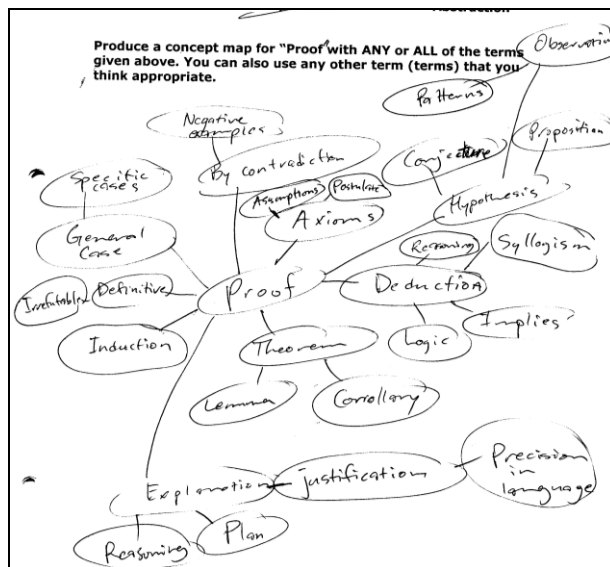 Abstraction
Produce a concept map for "Proof" with ANY or ALL of the terms
given above. You can also use any other term (terms) that you
think appropriate.
Observation
Patterns
Negative
examples
Proposition
By contradiction
Conjecture
Specific
cases
Assumptions
Postulate
Hypothesis
Axioms
General
Case
Reasoning
Syllogism
Irrefutable
Definitive
Proof
Deduction
Induction
Theorem
Logic
Implies
Lemma
Corrollary
Explanation
justification
Precision
in
language
Reasoning
Plan